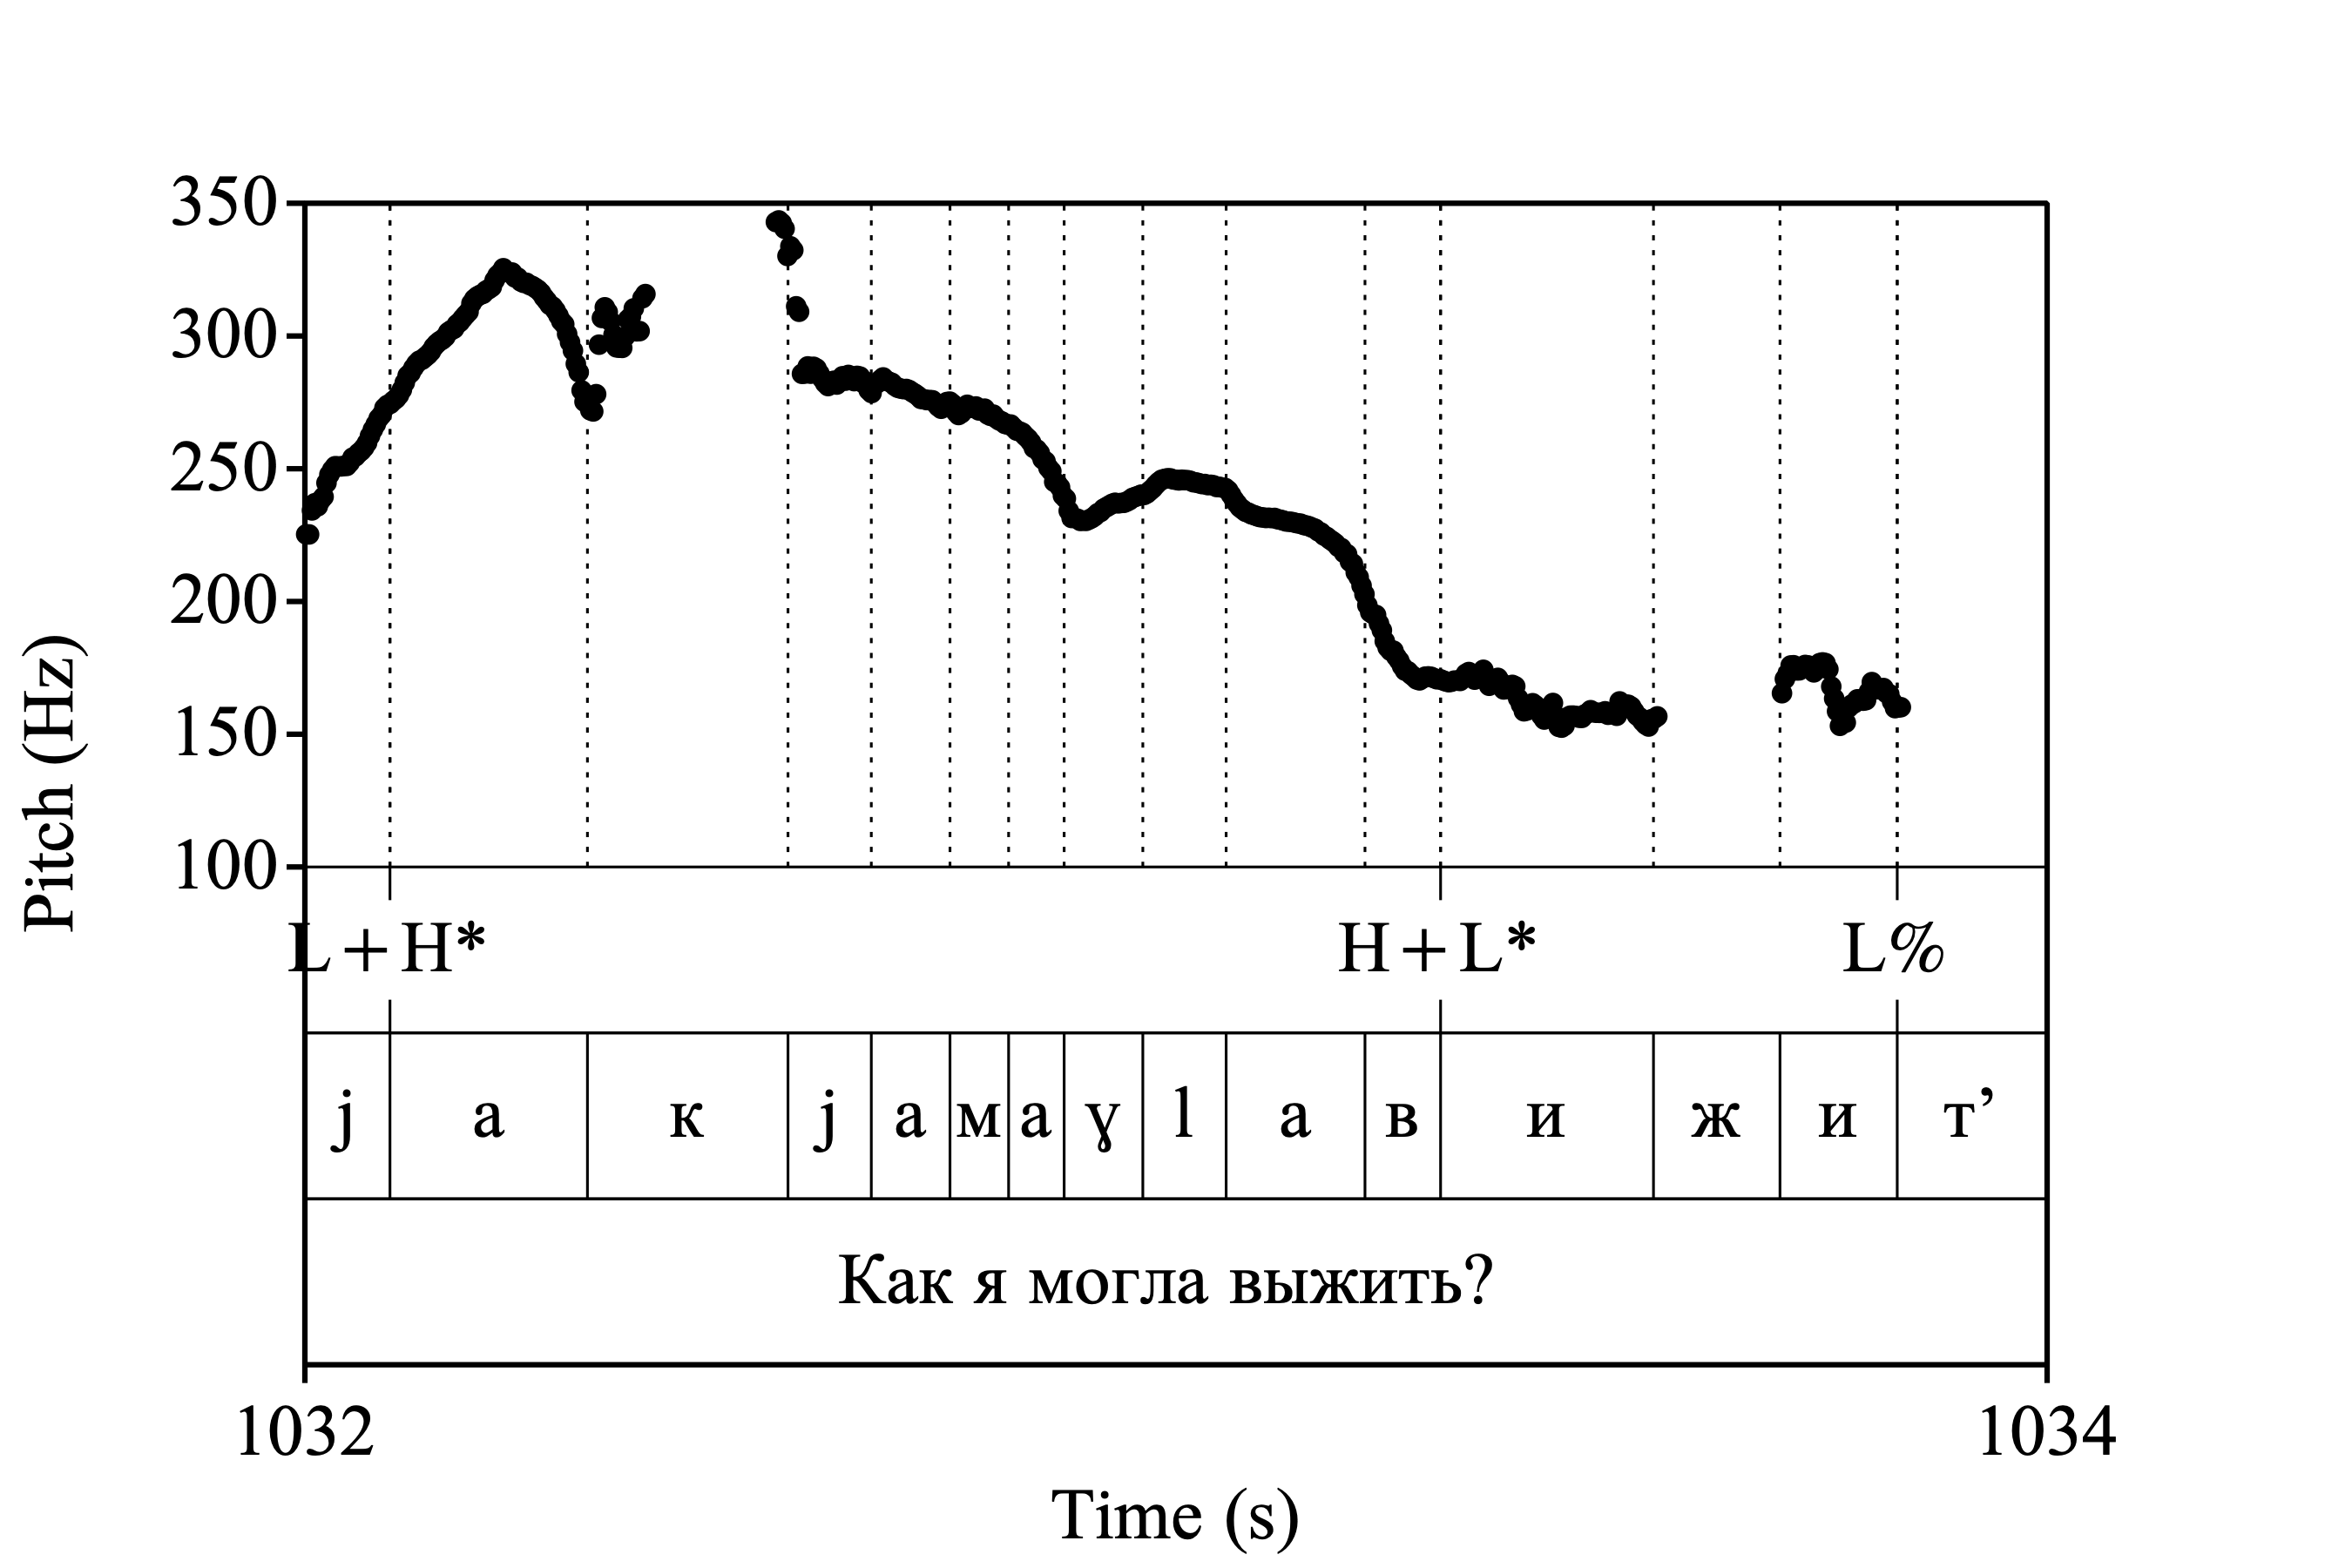 Pitch (Hz)
350
300
250
200
150
100
L+H* H+L* L%
j а к j а м а ɣ l а в и ж и т’
Как я могла выжить?
1032 1034
Time (s)